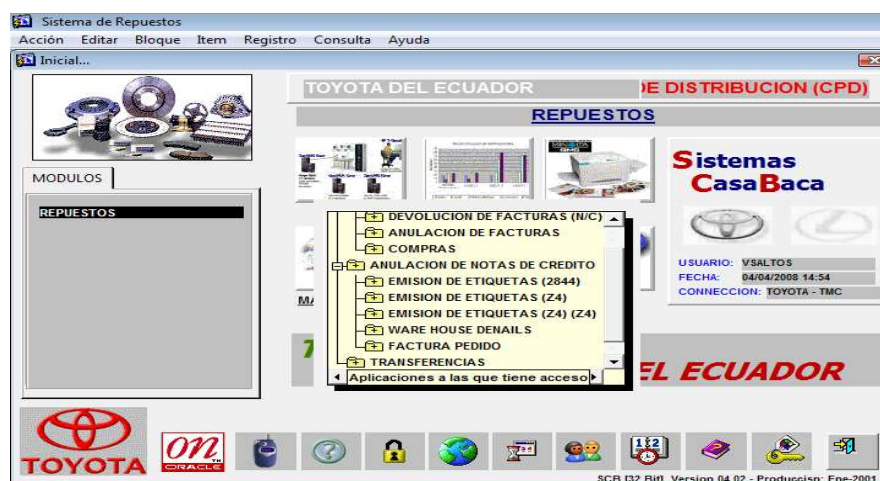 Sistema de Repuestos
Acción Editar Bloque Item Registro Consulta Ayuda
Inicial...
TOYOTA DEL ECUADOR
DE DISTRIBUCION (CPD)
REPUESTOS
MODULOS
REPUESTOS
Sistemas
CasaBaca
DEVOLUCION DE FACTURAS (N/C)
ANULACION DE FACTURAS
COMPRAS
ANULACION DE NOTAS DE CREDITO
EMISION DE ETIQUETAS (2844)
EMISION DE ETIQUETAS (Z4)
EMISION DE ETIQUETAS (Z4) (Z4)
WARE HOUSE DENAILS
FACTURA PEDIDO
TRANSFERENCIAS
Aplicaciones a las que tiene acceso
USUARIO: VSALTOS
FECHA: 04/04/2008 14:54
CONNECCION: TOYOTA - TMC
MA
7
EL ECUADOR
TOYOTA
on
ORACLE
SCB [32 Bit]. Version 04.02 - Produccisn: Ene-2001